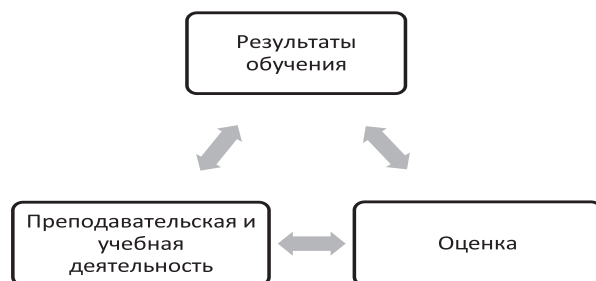 Результаты
обучения
Преподавательская и
учебная
деятельность
Оценка